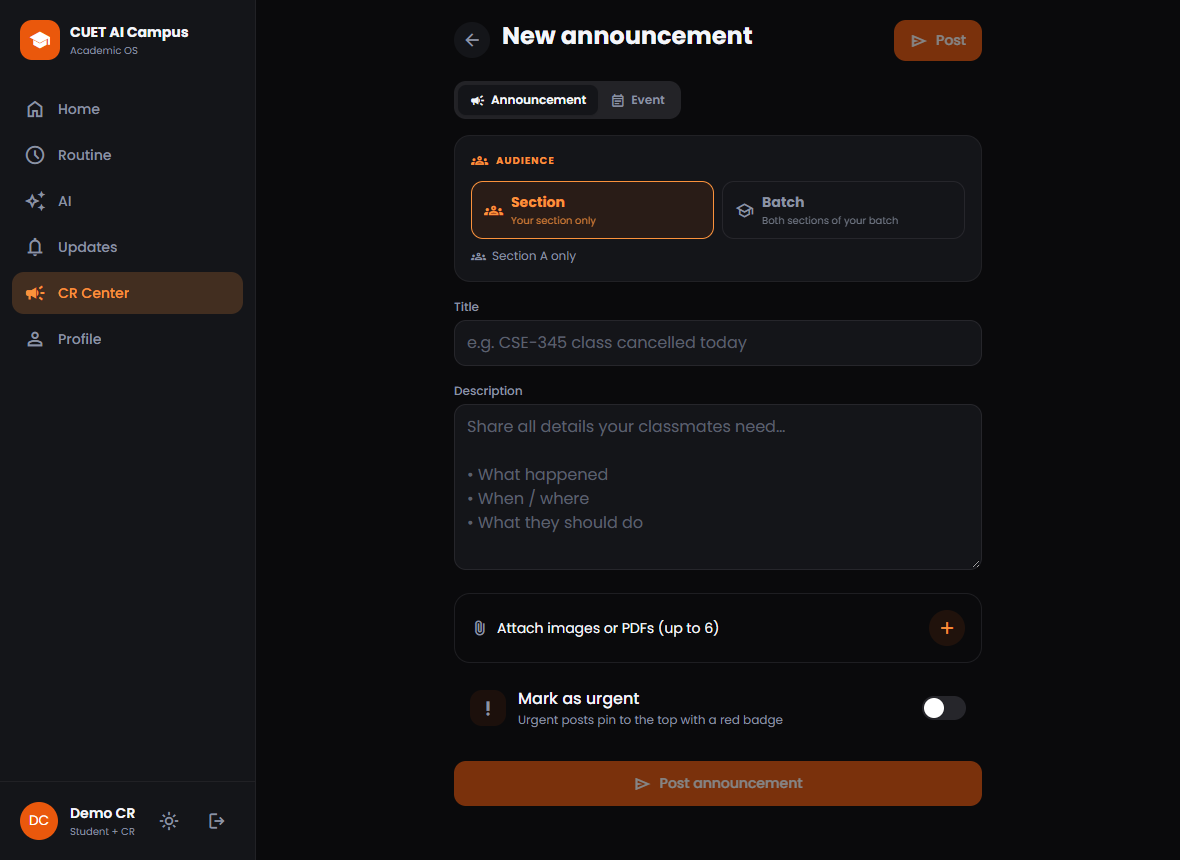 CUET AI Campus
Academic OS
Home
Routine
AI
Updates
CR Center
Profile
DC
Demo CR
Student + CR
New announcement
Post
Announcement
Event
AUDIENCE
Section
Your section only
Batch
Both sections of your batch
Section A only
Title
e.g. CSE-345 class cancelled today
Description
Share all details your classmates need...
• What happened
• When / where
• What they should do
Attach images or PDFs (up to 6)
Mark as urgent
Urgent posts pin to the top with a red badge
Post announcement